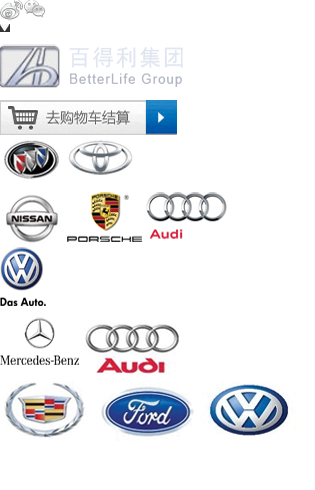 百得利集团
BetterLife Group
去购物车结算
NISSAN
PORSCHE
Audi
Das Auto.
Mercedes-Benz
Audi
Ford